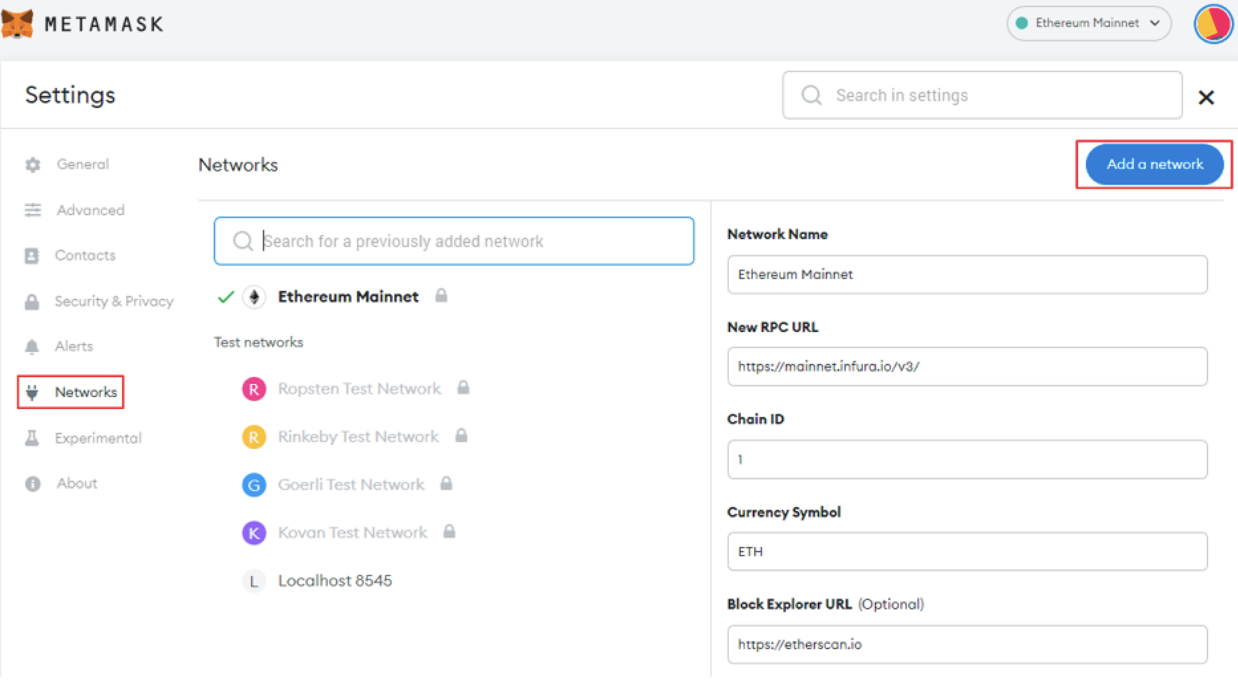 METAMASK
Ethereum Mainnet
Settings
Search in settings
General
Advanced
Contacts
Security & Privacy
Alerts
Networks
Experimental
About
Networks
Add a network
Search for a previously added network
Ethereum Mainnet
Test networks
R Ropsten Test Network
R Rinkeby Test Network
G Goerli Test Network
K Kovan Test Network
L Localhost 8545
Network Name
Ethereum Mainnet
New RPC URL
https://mainnet.infura.io/v3/
Chain ID
1
Currency Symbol
ETH
Block Explorer URL (Optional)
https://etherscan.io